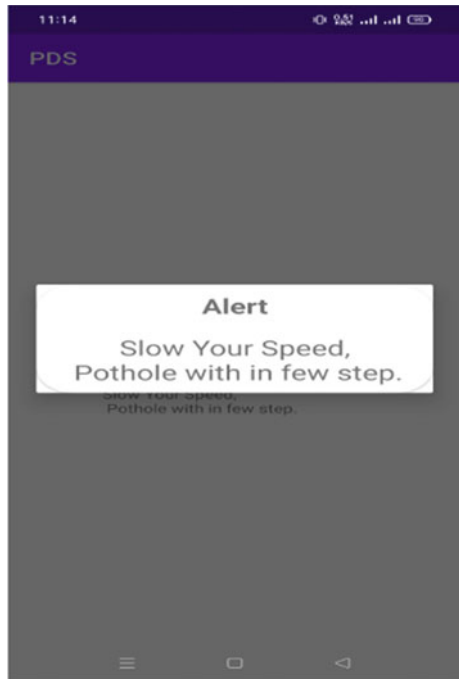 11:14
PDS
Alert
Slow Your Speed,
Pothole with in few step.
Slow Your Speed,
Pothole with in few step.